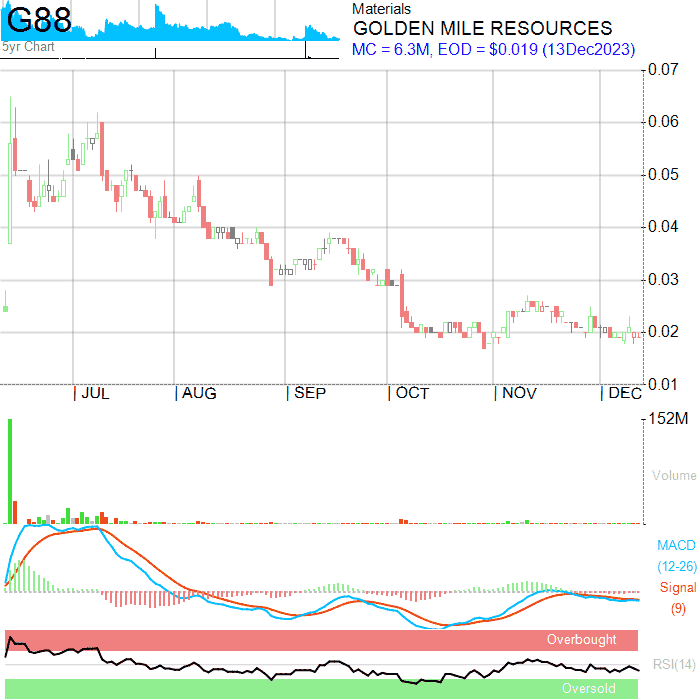 G88
5yr Chart
Materials
GOLDEN MILE RESOURCES
MC = 6.3M, EOD = $0.019 (13Dec2023)
0.07
0.06
0.05
0.04
0.03
0.02
0.01
JUL AUG SEP OCT NOV DEC
152M
Volume
MACD
(12-26)
Signal
(9)
Overbought
RSI(14)
Oversold